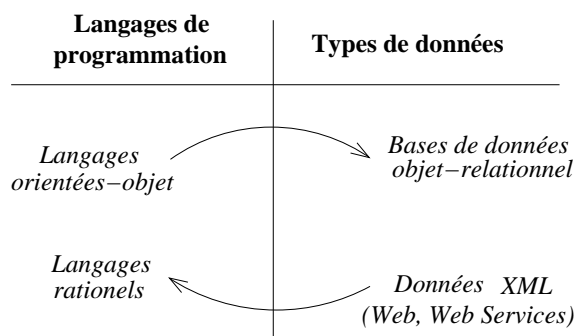 Langages de
programmation
Types de données
Langages
orientées–objet
Bases de données
objet–relationnel
Langages
rationels
Données XML
(Web, Web Services)